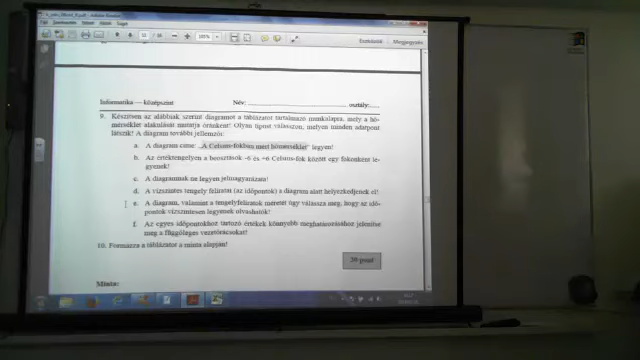 Informatika — középszint Név: osztály:
9. Készítsen az alábbiak szerint diagramot a táblázatot tartalmazó munkalapra, mely a hő-
mérséklet alakulását mutatja óránként! Olyan típust válasszon, melyen minden adatpont
látszik! A diagram további jellemzői:
a. A diagram címe: „A Celsius-fokban mért hőmérséklet” legyen!
b. Az értéktengelyen a beosztások -6 és +6 Celsius-fok között egy fokonként le-
gyenek!
c. A diagramnak ne legyen jelmagyarázata!
d. A vízszintes tengely feliratai (az időpontok) a diagram alatt helyezkedjenek el!
e. A diagram, valamint a tengelyfeliratok méretét úgy válassza meg, hogy az idő-
pontok vízszintesen legyenek olvashatók!
f. Az egyes időpontokhoz tartozó értékek könnyebb meghatározásához jelenítse
meg a függőleges vezetőrácsokat!
10. Formázza a táblázatot a minta alapján!
30 pont
Minta: